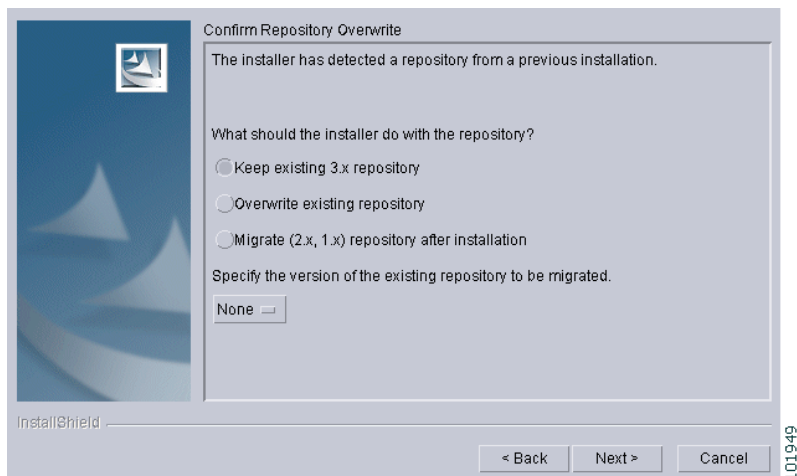 Confirm Repository Overwrite
The installer has detected a repository from a previous installation.
What should the installer do with the repository?
Keep existing 3.x repository
Overwrite existing repository
Migrate (2.x, 1.x) repository after installation
Specify the version of the existing repository to be migrated.
None
InstallShield
< Back Next > Cancel
101949